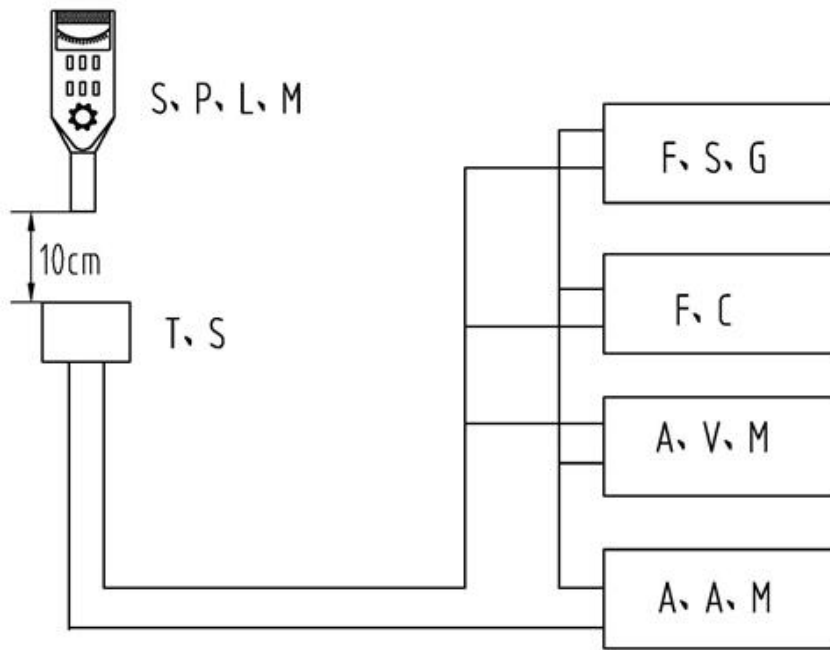 S、P、L、M
F、S、G
10cm
T、S
F、C
A、V、M
A、A、M